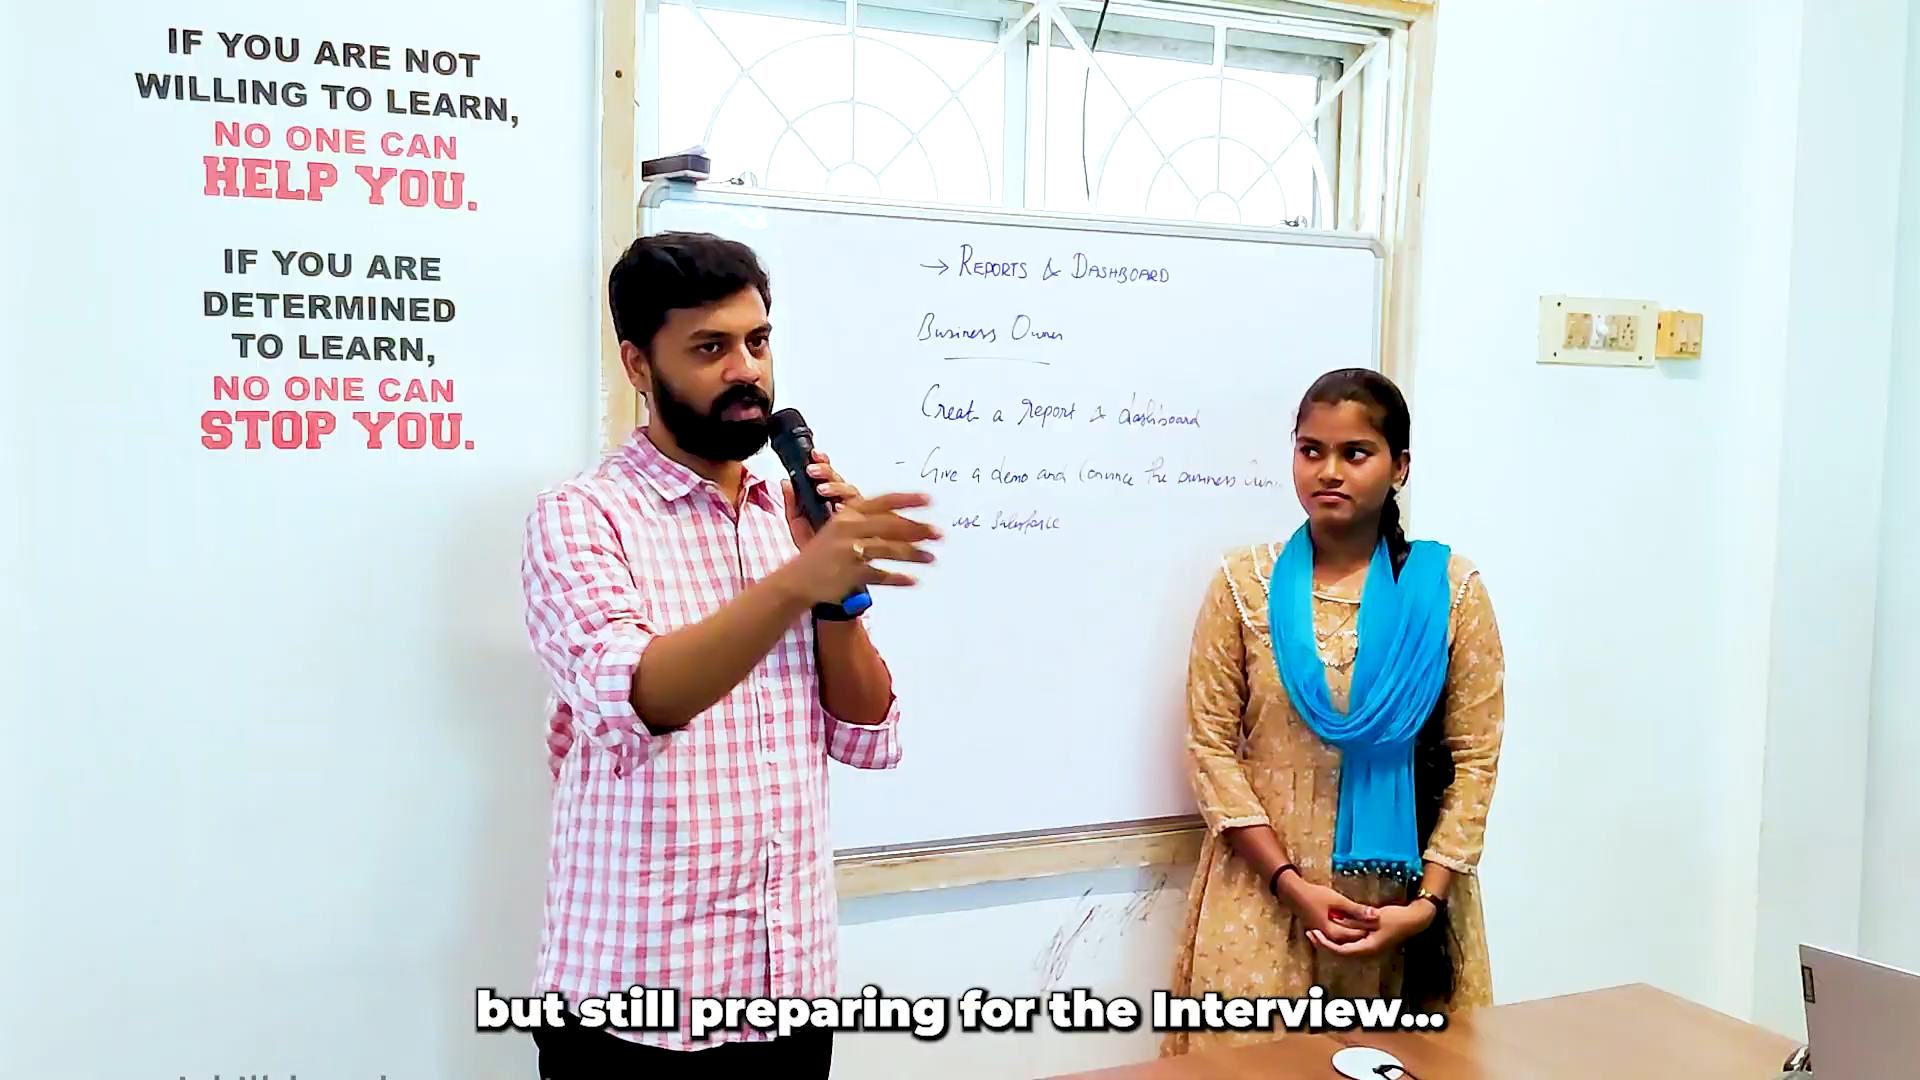 IF YOU ARE NOT
WILLING TO LEARN,
NO ONE CAN
HELP YOU.
IF YOU ARE
DETERMINED
TO LEARN,
NO ONE CAN
STOP YOU.
→ REPORTS & DASHBOARD
Business Owner
Creat a report & dashboard
- Give a demo and Convince the business Owner
use Salesforce
but still preparing for the Interview...